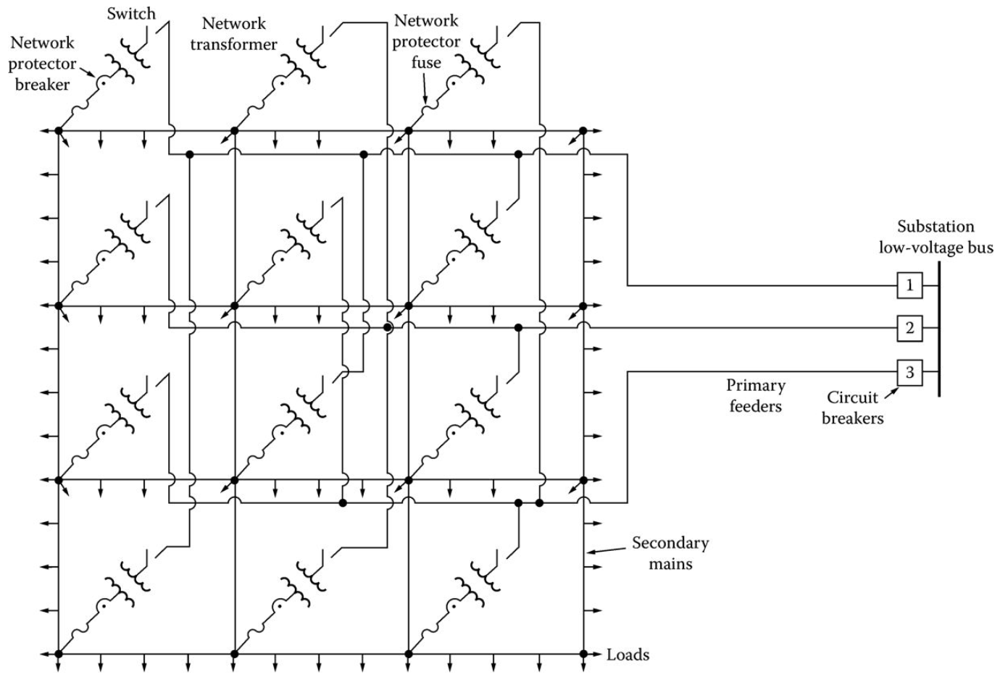 Switch
Network
protector
breaker
Network
transformer
Network
protector
fuse
Substation
low-voltage bus
1
2
3
Primary
feeders
Circuit
breakers
Secondary
mains
Loads